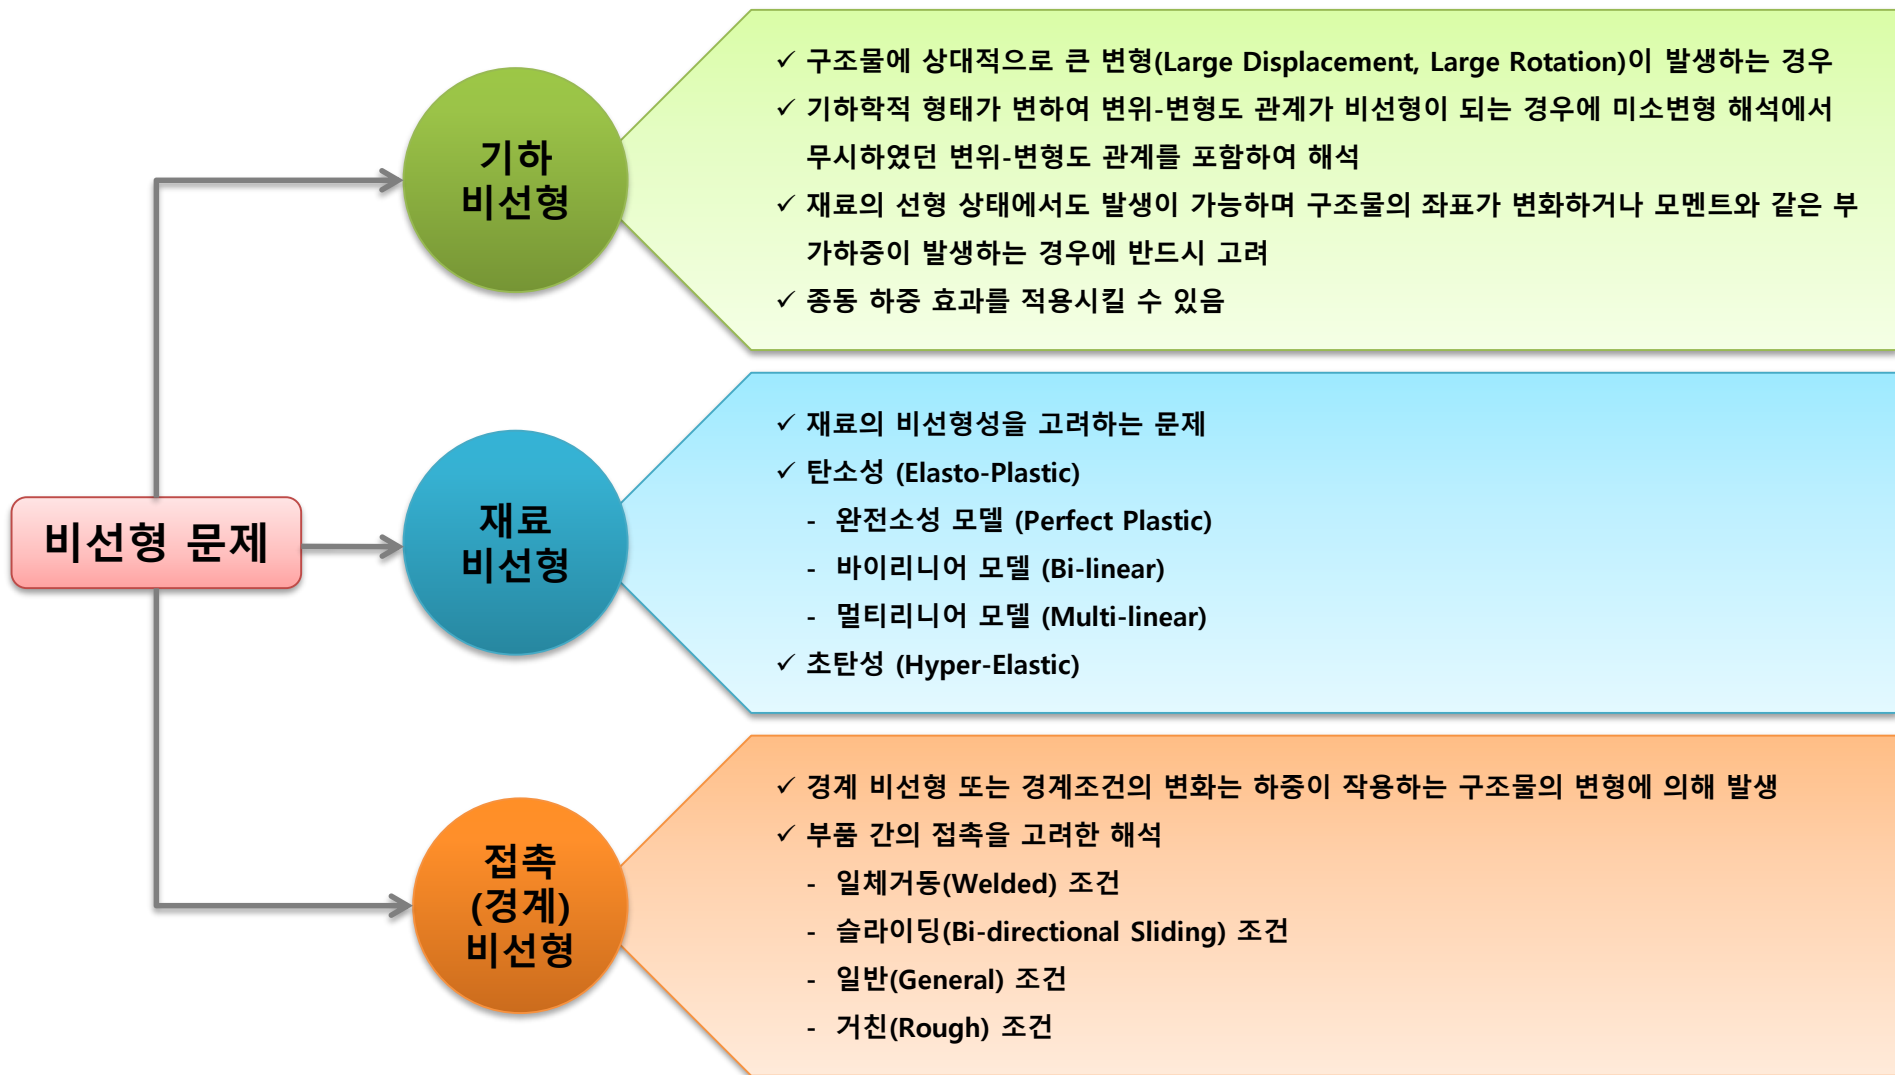 비선형 문제
기하
비선형
✓ 구조물에 상대적으로 큰 변형(Large Displacement, Large Rotation)이 발생하는 경우
✓ 기하학적 형태가 변하여 변위-변형도 관계가 비선형이 되는 경우에 미소변형 해석에서
무시하였던 변위-변형도 관계를 포함하여 해석
✓ 재료의 선형 상태에서도 발생이 가능하며 구조물의 좌표가 변화하거나 모멘트와 같은 부
가하중이 발생하는 경우에 반드시 고려
✓ 종동 하중 효과를 적용시킬 수 있음
재료
비선형
✓ 재료의 비선형성을 고려하는 문제
✓ 탄소성 (Elasto-Plastic)
- 완전소성 모델 (Perfect Plastic)
- 바이리니어 모델 (Bi-linear)
- 멀티리니어 모델 (Multi-linear)
✓ 초탄성 (Hyper-Elastic)
접촉
(경계)
비선형
✓ 경계 비선형 또는 경계조건의 변화는 하중이 작용하는 구조물의 변형에 의해 발생
✓ 부품 간의 접촉을 고려한 해석
- 일체거동(Welded) 조건
- 슬라이딩(Bi-directional Sliding) 조건
- 일반(General) 조건
- 거친(Rough) 조건